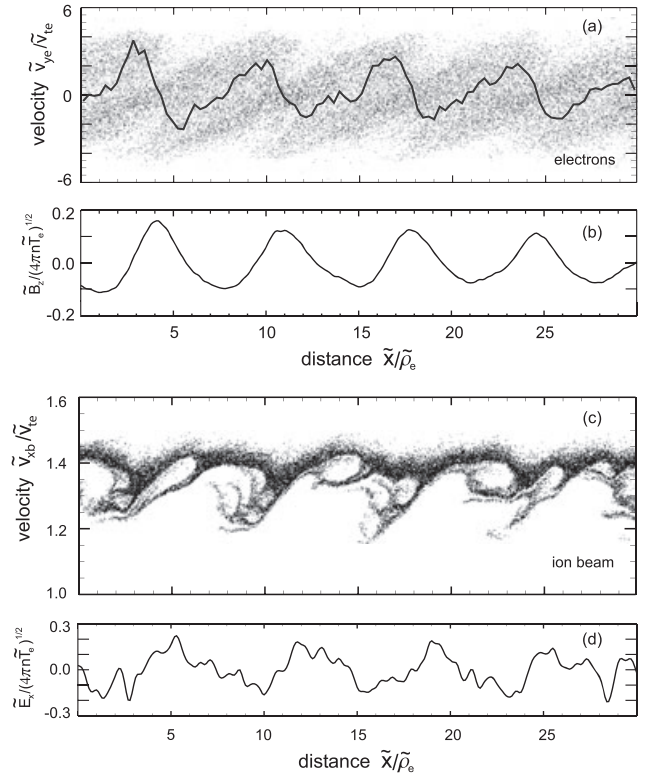 (a)
6
0
-6
velocity ṽye/ṽte
electrons
(b)
0.2
0.0
-0.2
B̃z/(4πñT̃e)1/2
5 10 15 20 25
distance x̃/ρ̃e
(c)
1.6
1.4
1.2
1.0
velocity ṽxb/ṽte
ion beam
(d)
0.3
0.0
-0.3
Ẽx/(4πñT̃e)1/2
5 10 15 20 25
distance x̃/ρ̃e